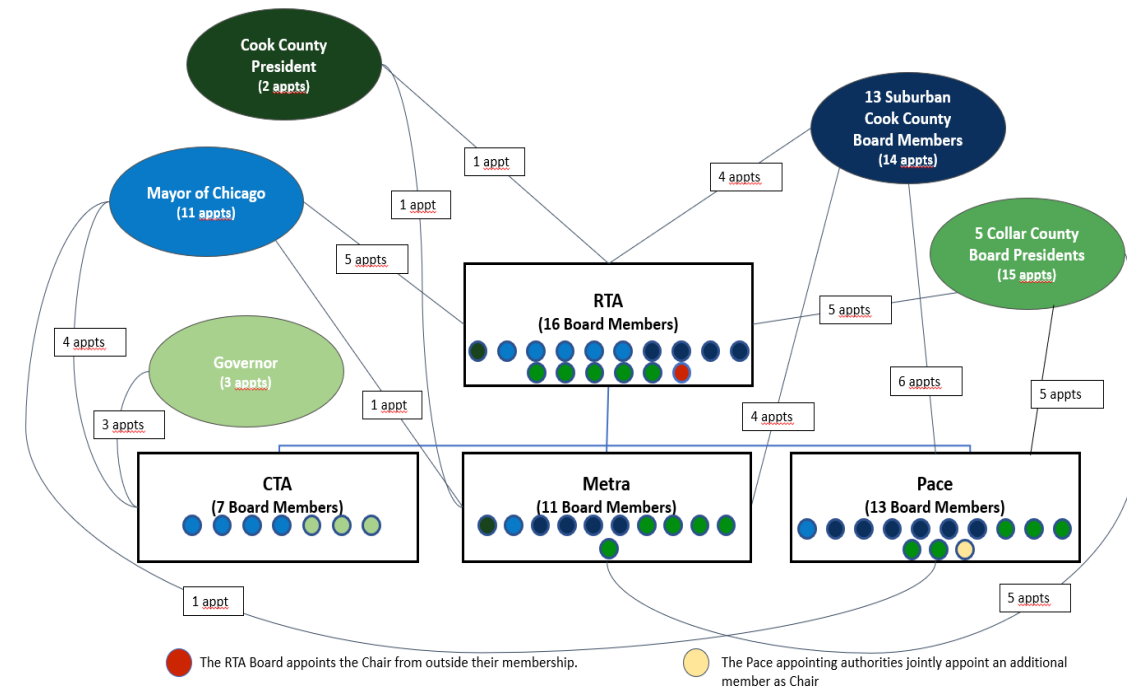 Cook County
President
(2 appts)
13 Suburban
Cook County
Board Members
(14 appts)
Mayor of Chicago
(11 appts)
1 appt
4 appts
1 appt
5 Collar County
Board Presidents
(15 appts)
5 appts
RTA
(16 Board Members)
5 appts
4 appts
Governor
(3 appts)
6 appts
5 appts
1 appt
4 appts
3 appts
CTA
(7 Board Members)
Metra
(11 Board Members)
Pace
(13 Board Members)
1 appt
5 appts
The RTA Board appoints the Chair from outside their membership.
The Pace appointing authorities jointly appoint an additional
member as Chair